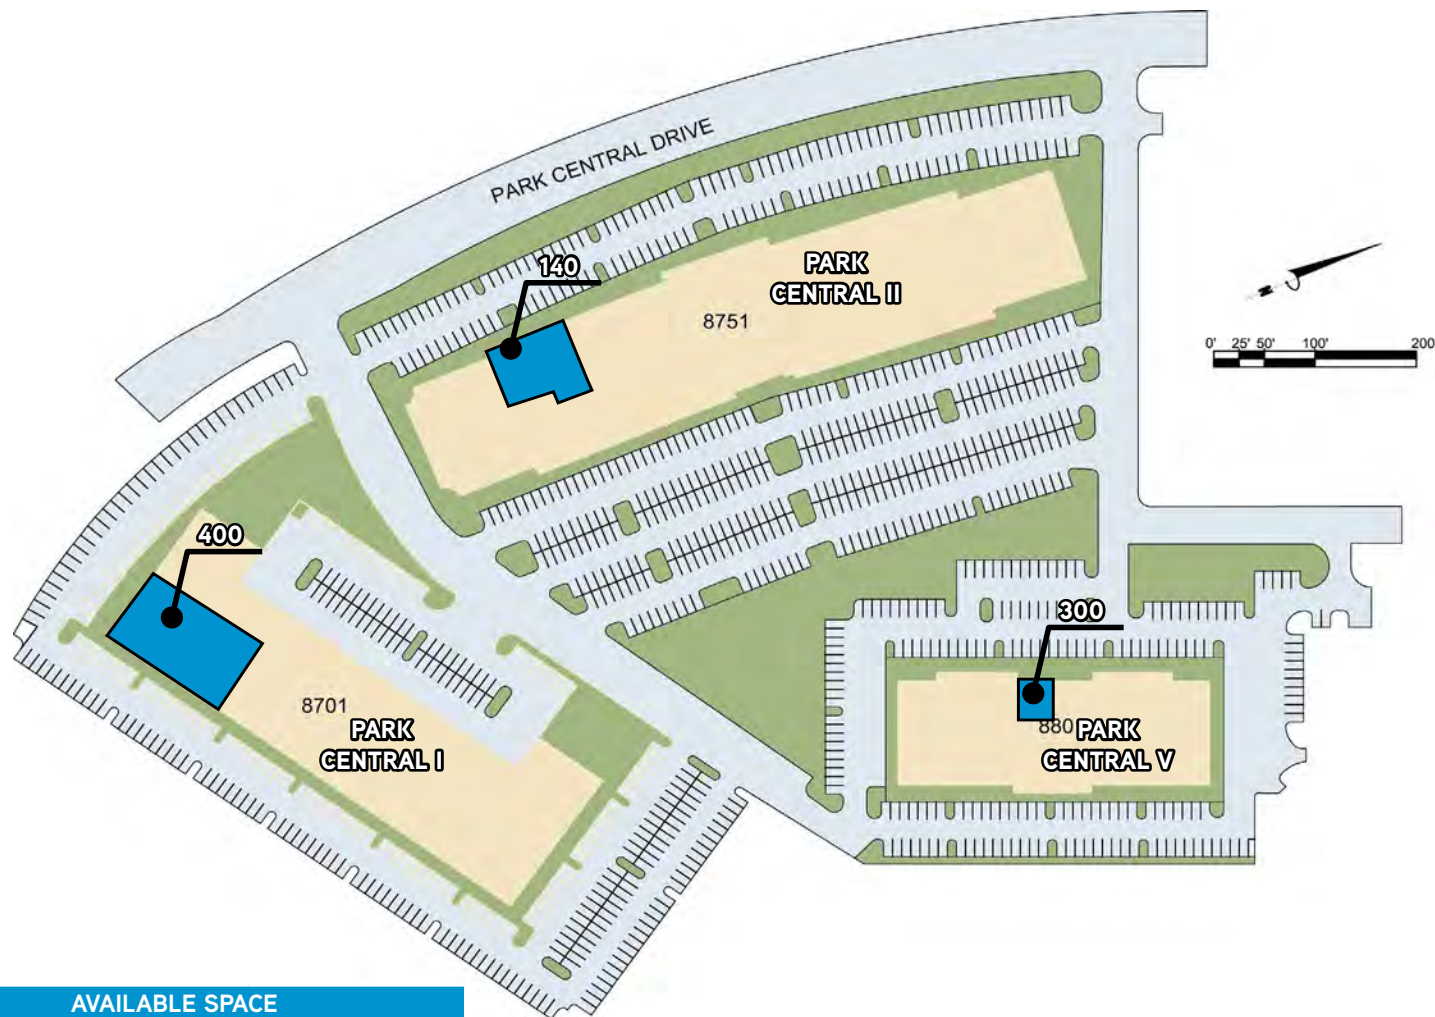 PARK CENTRAL DRIVE
140
PARK
CENTRAL II
8751
N
0' 25' 50' 100' 200
400
300
8701
PARK
CENTRAL I
880
PARK
CENTRAL V
AVAILABLE SPACE